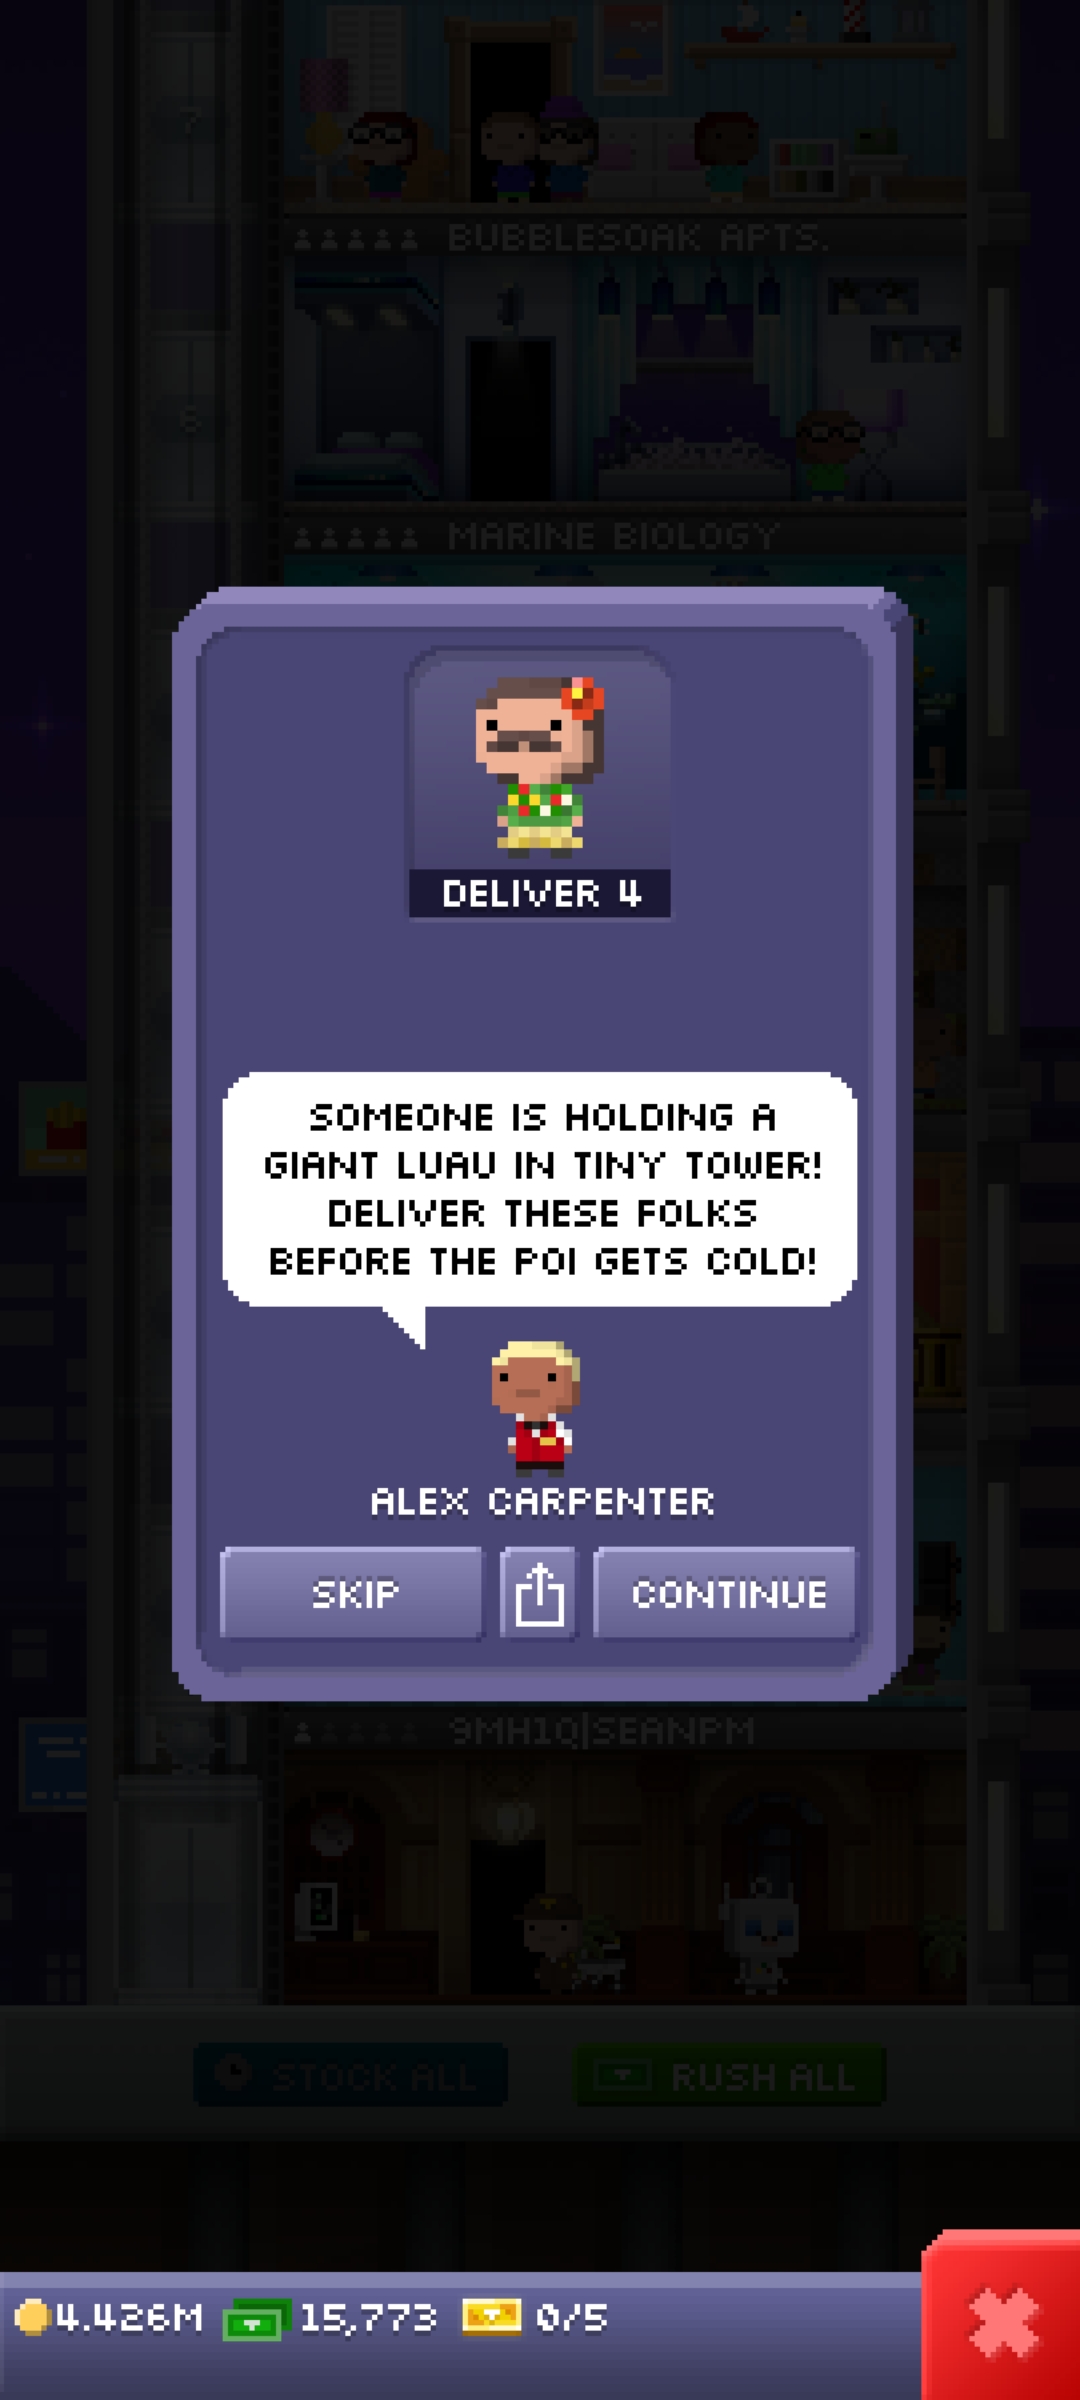 7
BUBBLESOAK APTS.
6
MARINE BIOLOGY
DELIVER 4
SOMEONE IS HOLDING A
GIANT LUAU IN TINY TOWER!
DELIVER THESE FOLKS
BEFORE THE POI GETS COLD!
ALEX CARPENTER
SKIP
CONTINUE
9MH1Q|SEANPM
STOCK ALL
RUSH ALL
4.426M
15,773
0/5